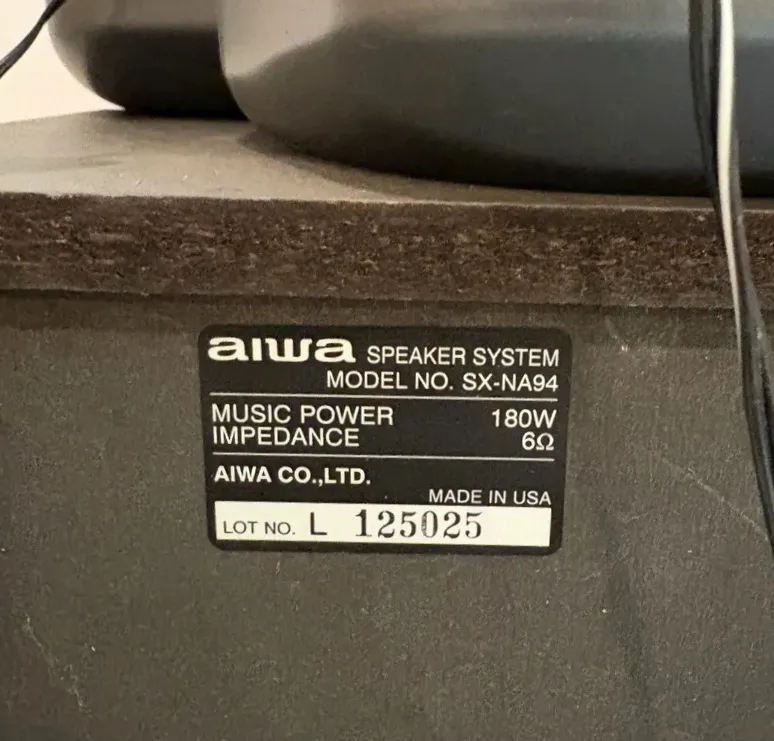 aiwa SPEAKER SYSTEM
MODEL NO. SX-NA94
MUSIC POWER 180W
IMPEDANCE 6Ω
AIWA CO.,LTD.
MADE IN USA
LOT NO. L 125025